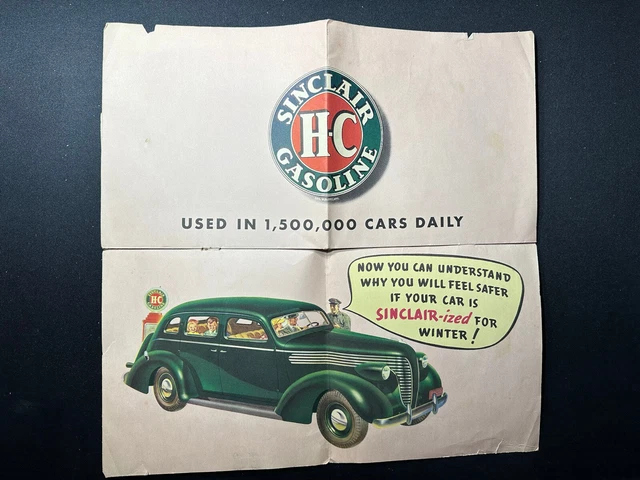 SINCLAIR
H-C
GASOLINE
USED IN 1,500,000 CARS DAILY
NOW YOU CAN UNDERSTAND
WHY YOU WILL FEEL SAFER
IF YOUR CAR IS
SINCLAIR-ized FOR
WINTER!
H-C